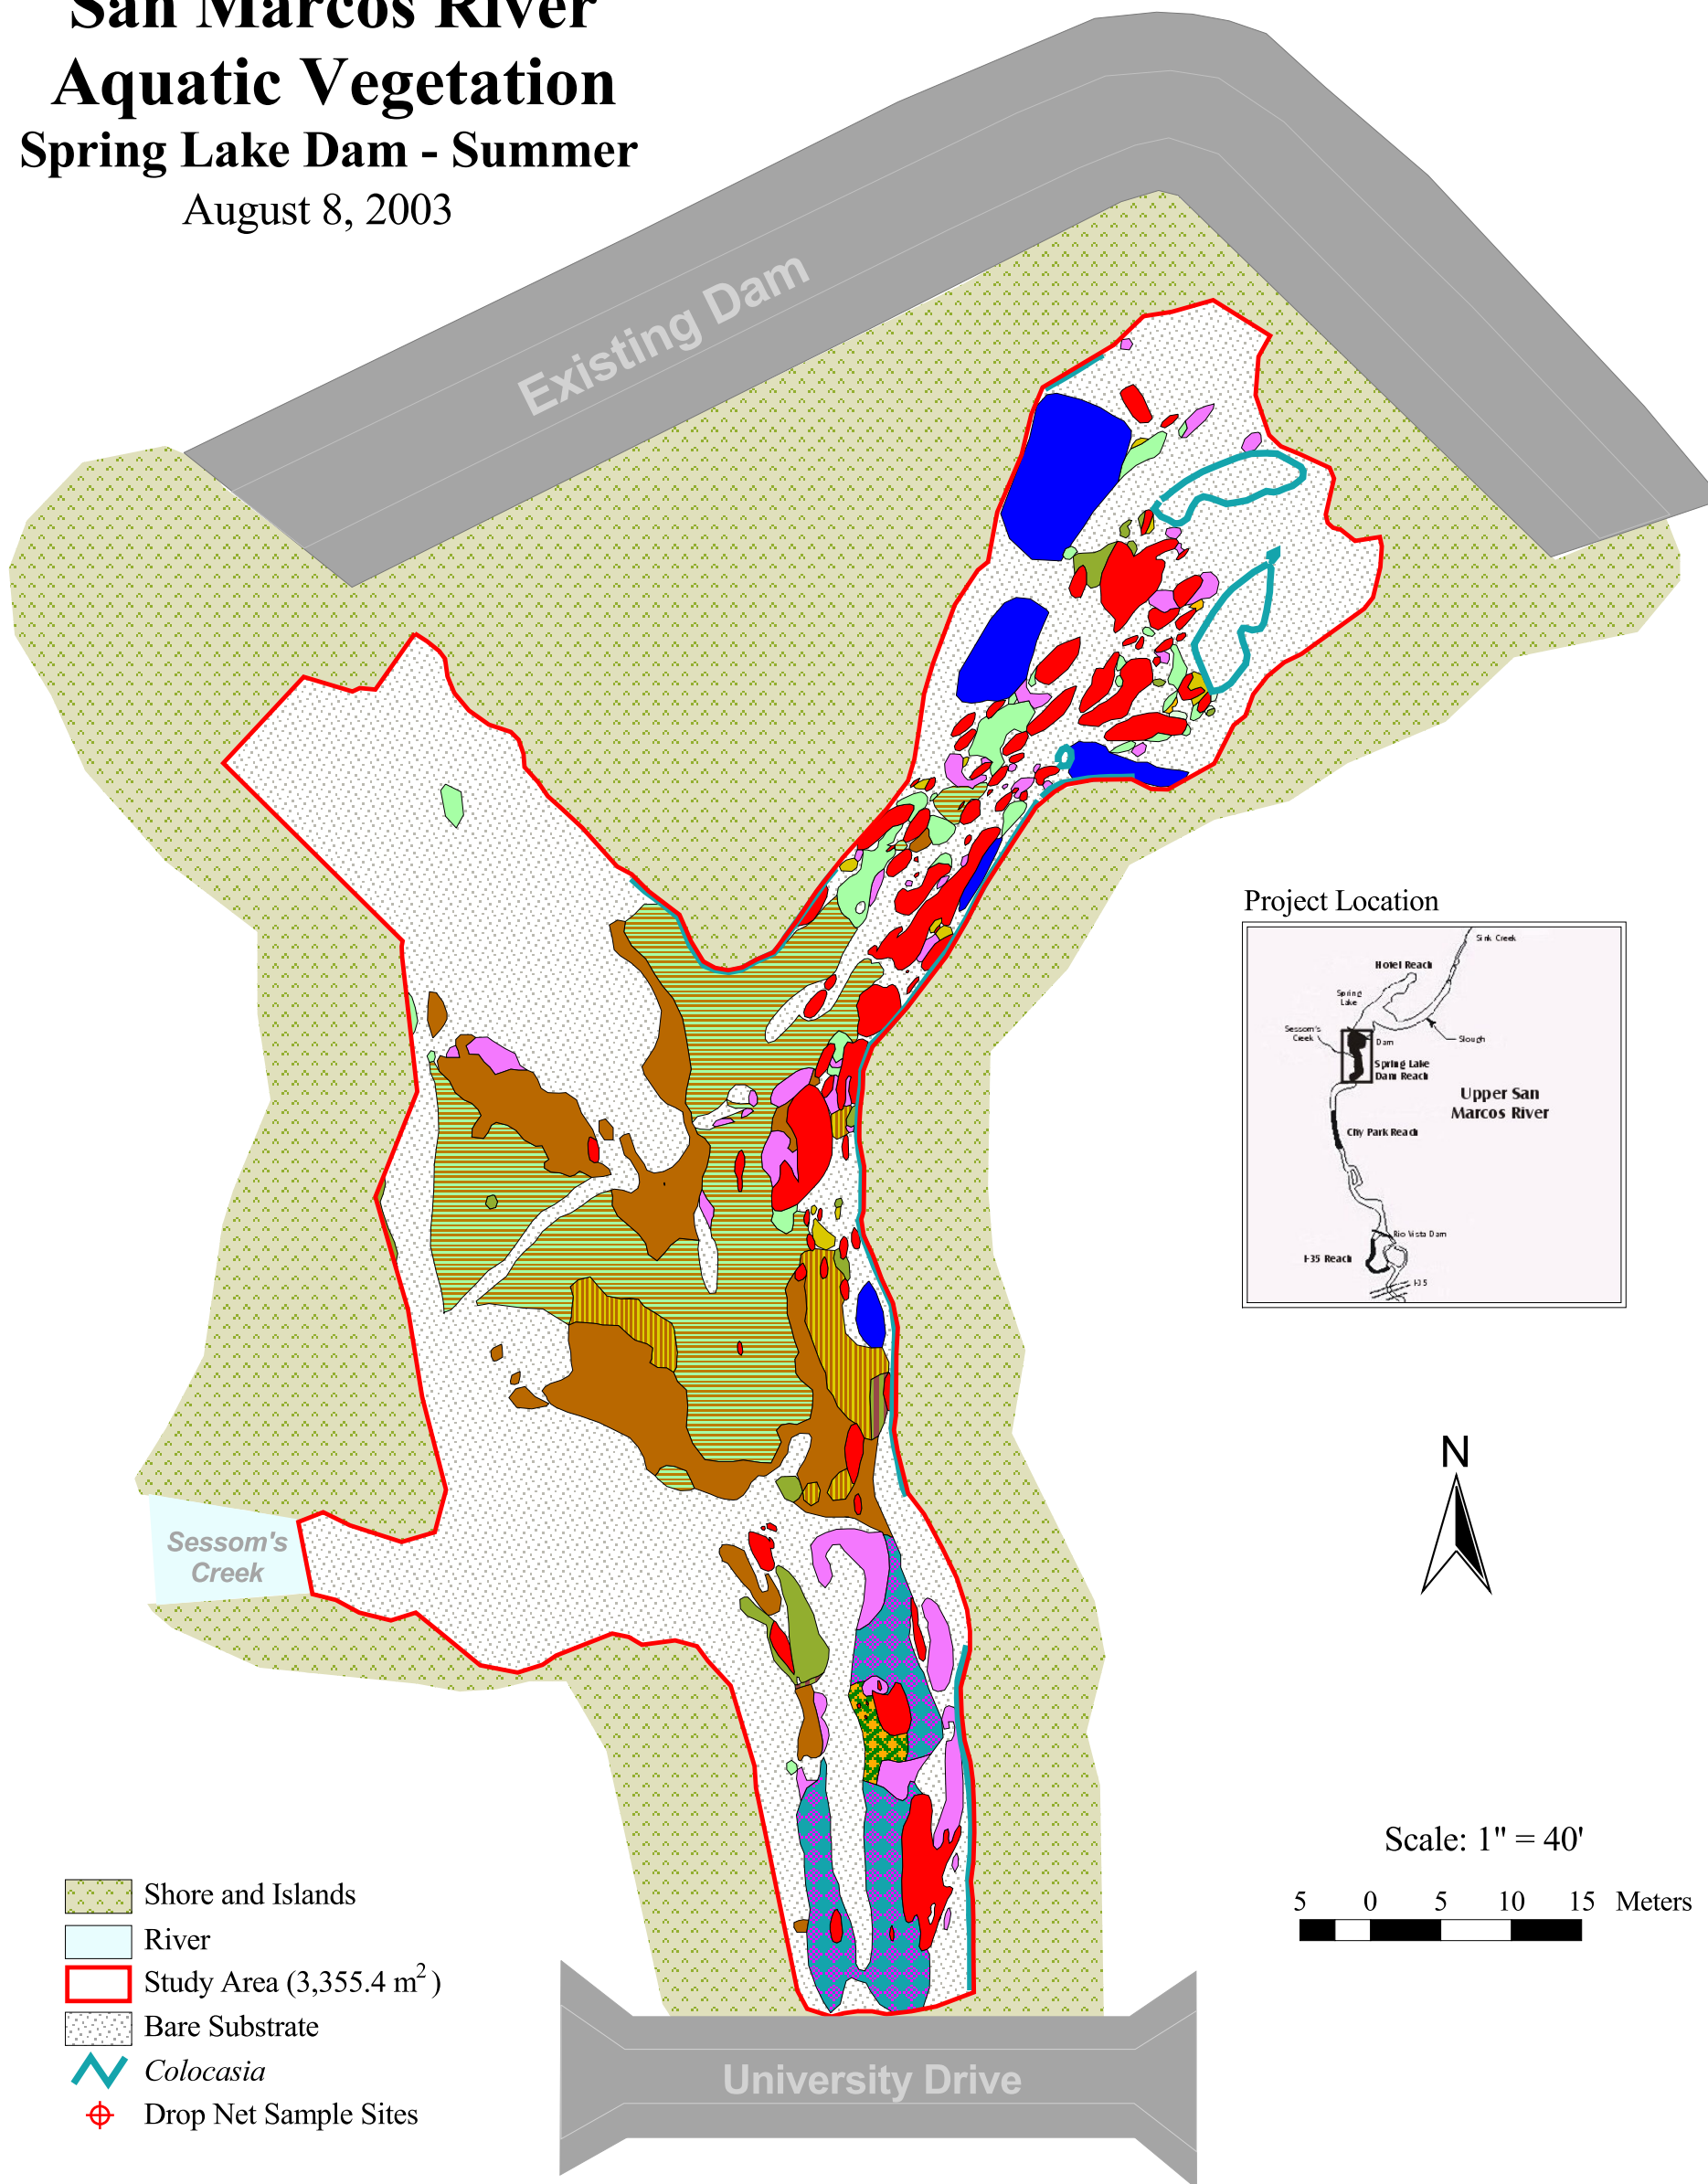 San Marcos River
Aquatic Vegetation
Spring Lake Dam - Summer
August 8, 2003
Existing Dam
Project Location
Sink Creek
Hotel Reach
Spring
Lake
Sessom's
Creek
Dam
Slough
Spring Lake
Dam Reach
Upper San
Marcos River
City Park Reach
Rio Vista Dam
I-35 Reach
I-35
N
Sessom's
Creek
Scale: 1" = 40'
5 0 5 10 15 Meters
Shore and Islands
River
Study Area (3,355.4 m2)
Bare Substrate
Colocasia
Drop Net Sample Sites
University Drive